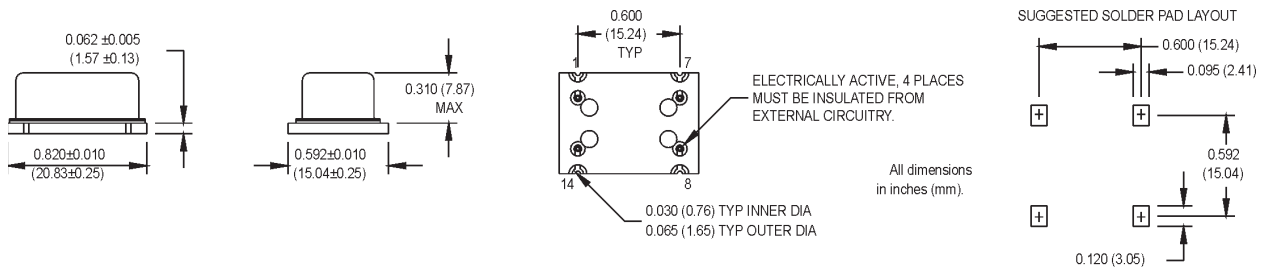 0.062 ±0.005
(1.57 ±0.13)
0.820±0.010
(20.83±0.25)
0.310 (7.87)
MAX
0.592±0.010
(15.04±0.25)
0.600
(15.24)
TYP
1
7
14
8
ELECTRICALLY ACTIVE, 4 PLACES
MUST BE INSULATED FROM
EXTERNAL CIRCUITRY.
0.030 (0.76) TYP INNER DIA
0.065 (1.65) TYP OUTER DIA
All dimensions
in inches (mm).
SUGGESTED SOLDER PAD LAYOUT
0.600 (15.24)
0.095 (2.41)
0.592
(15.04)
0.120 (3.05)